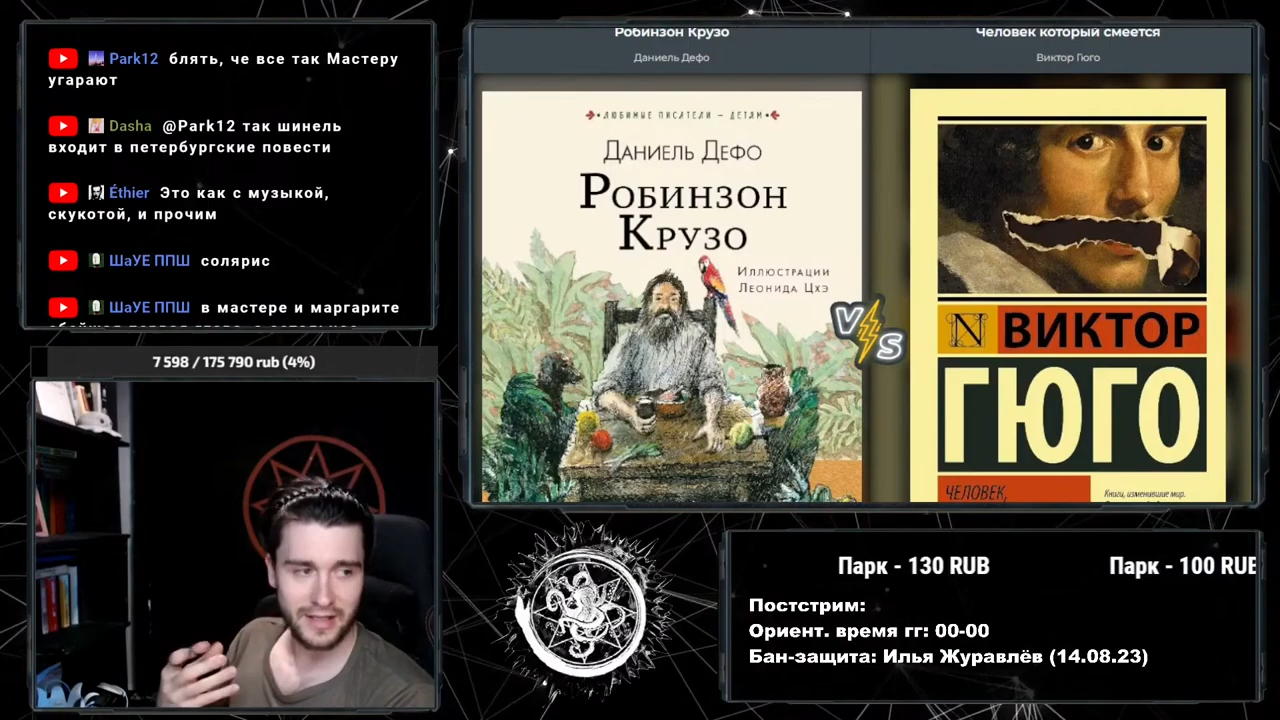 Park12 блять, че все так Мастеру
угарают
Dasha @Park12 так шинель
входит в петербургские повести
Éthier Это как с музыкой,
скукотой, и прочим
ШаУЕ ППШ солярис
ШаУЕ ППШ в мастере и маргарите
7 598 / 175 790 rub (4%)
Робинзон Крузо
Даниель Дефо
Человек который смеется
Виктор Гюго
ЛЮБИМЫЕ ПИСАТЕЛИ – ДЕТЯМ
ДАНИЕЛЬ ДЕФО
РОБИНЗОН
КРУЗО
ИЛЛЮСТРАЦИИ
ЛЕОНИДА ЦХЭ
VS
N ВИКТОР
ГЮГО
ЧЕЛОВЕК,
Книги, изменившие мир.
Парк - 130 RUB
Парк - 100 RUB
Постстрим:
Ориент. время гг: 00-00
Бан-защита: Илья Журавлёв (14.08.23)